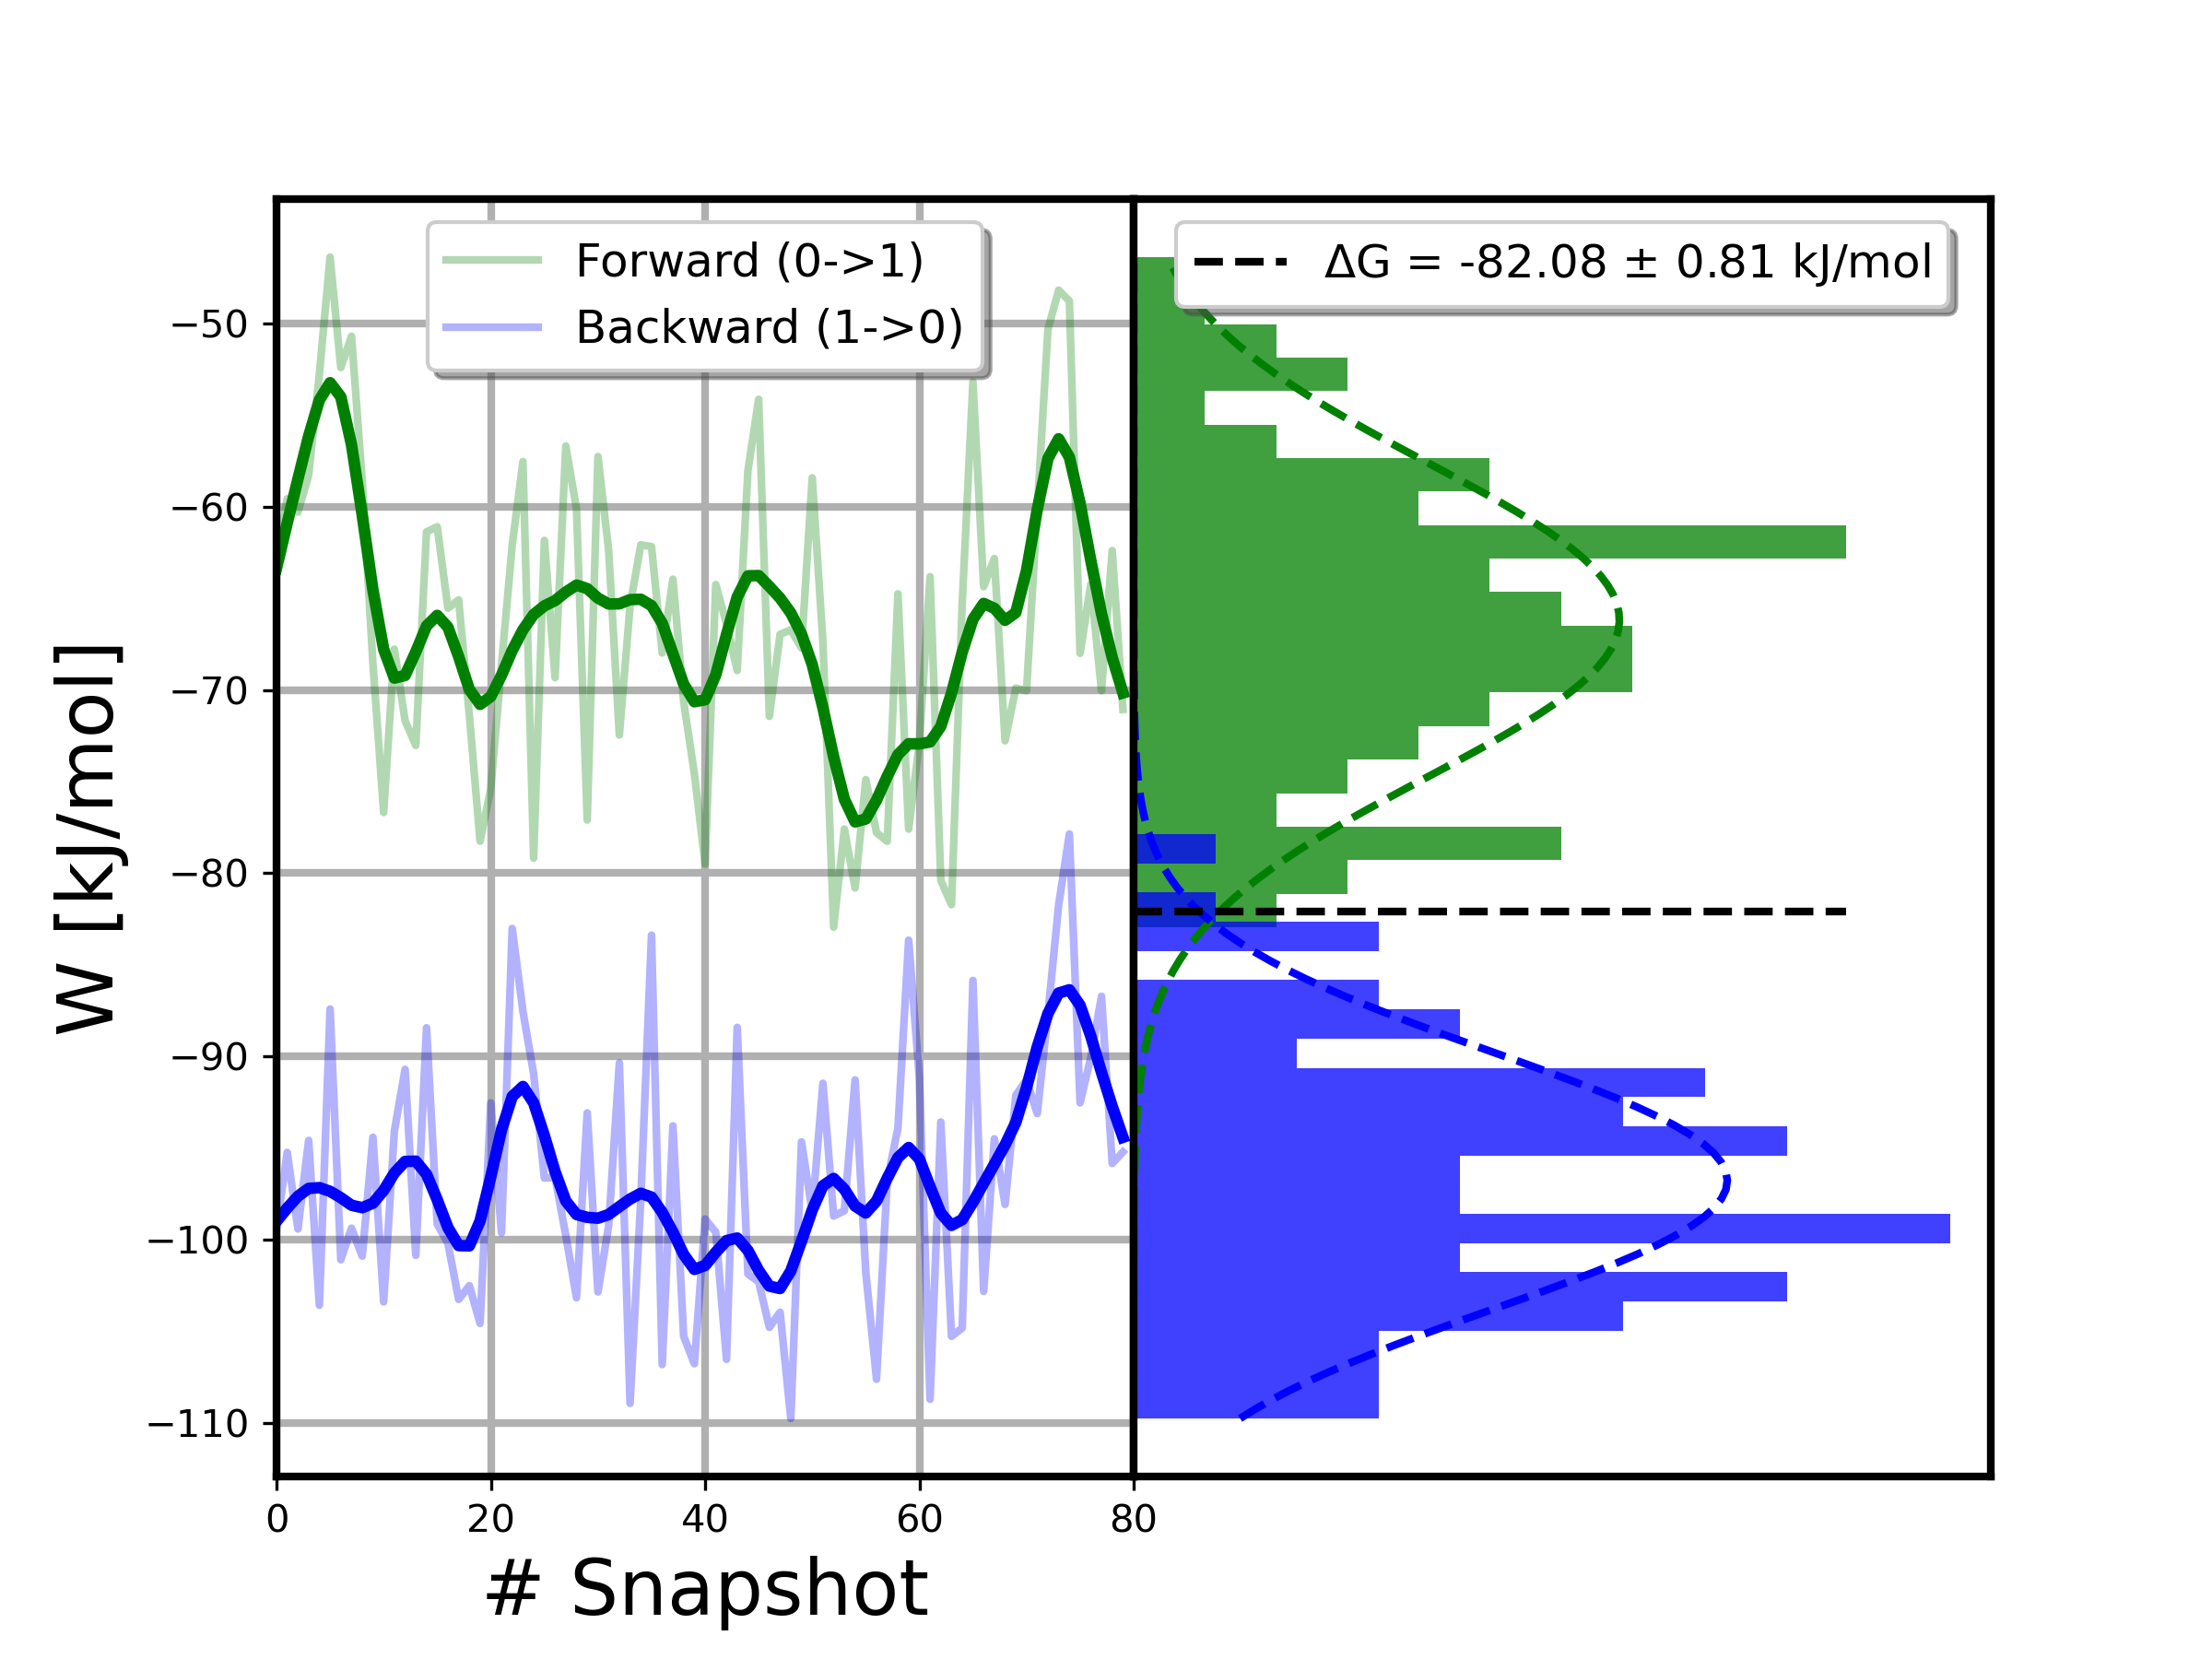 Forward (0->1)
Backward (1->0)
ΔG = -82.08 ± 0.81 kJ/mol
W [kJ/mol]
−50
−60
−70
−80
−90
−100
−110
0 20 40 60 80
# Snapshot